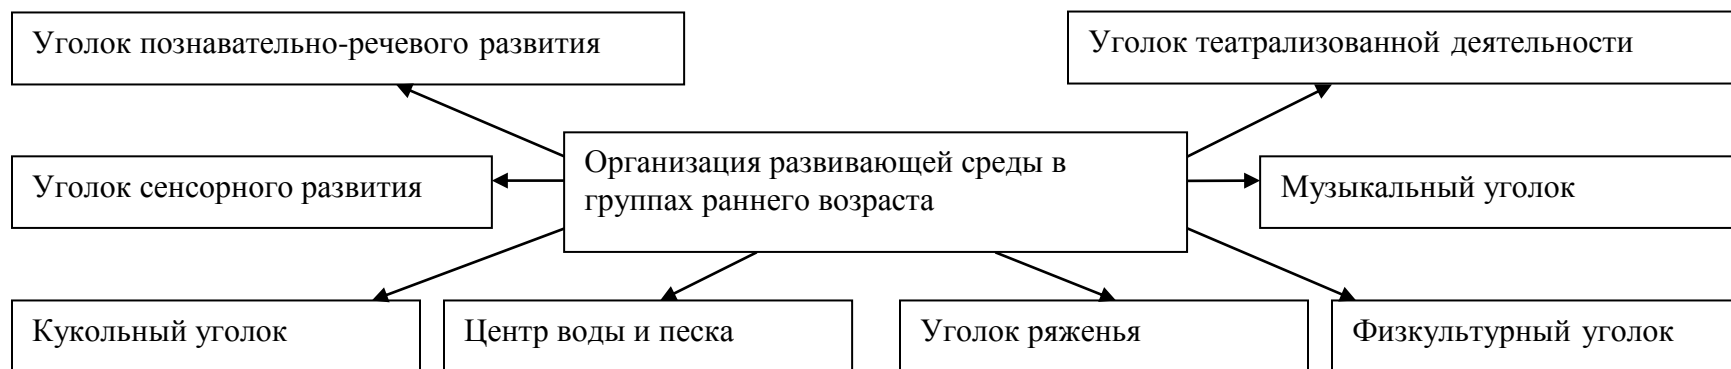 Уголок познавательно-речевого развития
Уголок театрализованной деятельности
Организация развивающей среды в
группах раннего возраста
Уголок сенсорного развития
Музыкальный уголок
Кукольный уголок
Центр воды и песка
Уголок ряженья
Физкультурный уголок